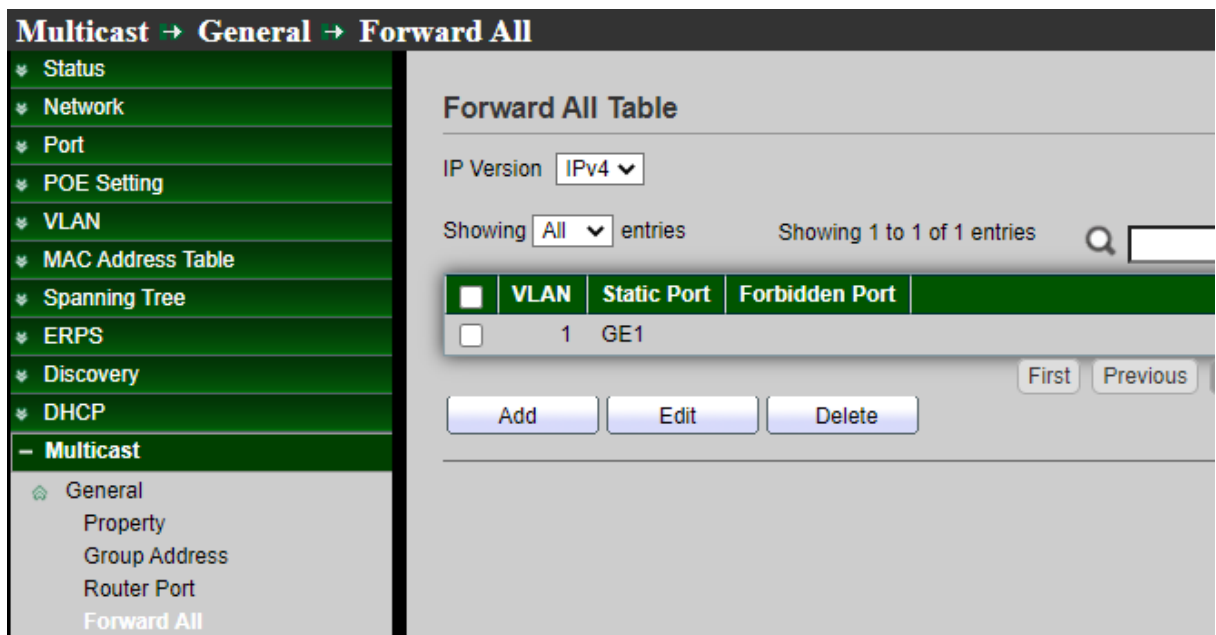 Multicast → General → Forward All
Status
Network
Port
POE Setting
VLAN
MAC Address Table
Spanning Tree
ERPS
Discovery
DHCP
Multicast
General
Property
Group Address
Router Port
Forward All
Forward All Table
IP Version IPv4
Showing All entries Showing 1 to 1 of 1 entries
VLAN Static Port Forbidden Port
1 GE1
First Previous
Add Edit Delete